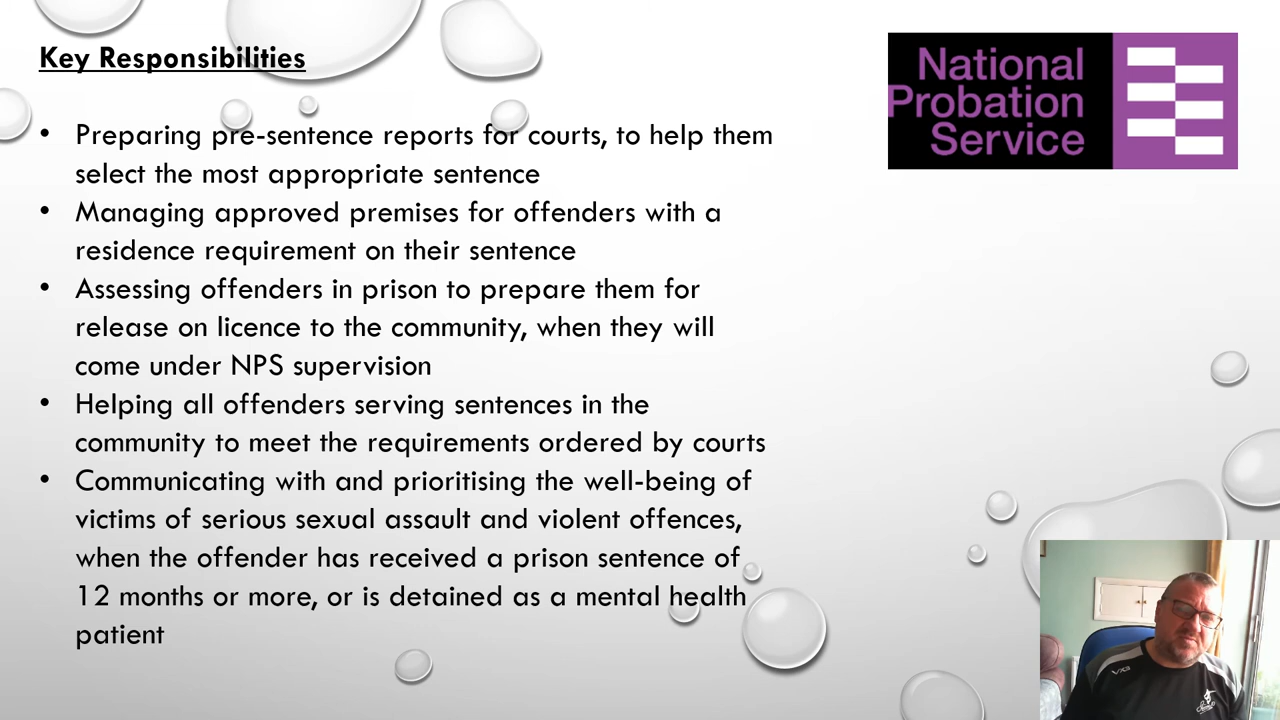 Key Responsibilities
National
Probation
Service
• Preparing pre-sentence reports for courts, to help them
select the most appropriate sentence
• Managing approved premises for offenders with a
residence requirement on their sentence
• Assessing offenders in prison to prepare them for
release on licence to the community, when they will
come under NPS supervision
• Helping all offenders serving sentences in the
community to meet the requirements ordered by courts
• Communicating with and prioritising the well-being of
victims of serious sexual assault and violent offences,
when the offender has received a prison sentence of
12 months or more, or is detained as a mental health
patient
VX3